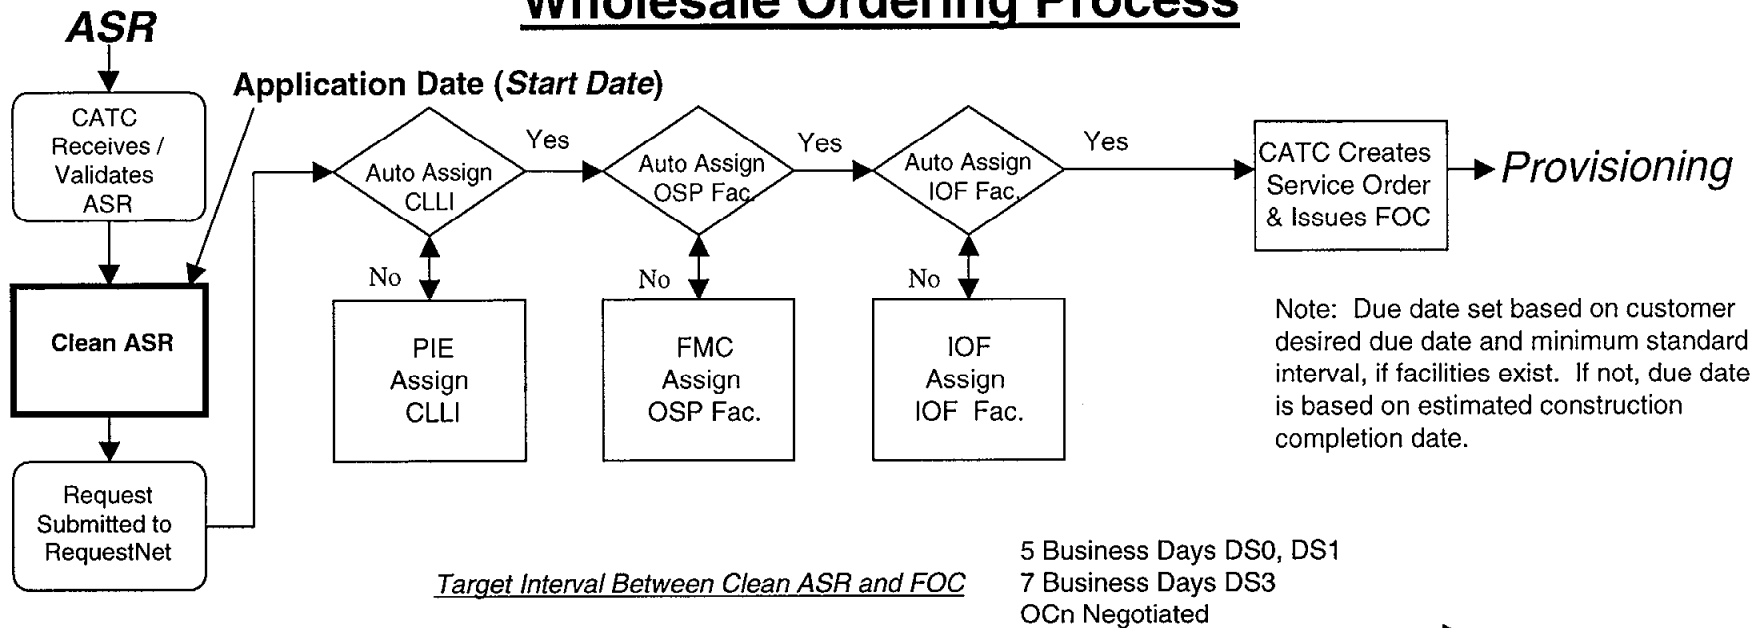 Wholesale Ordering Process
ASR
Application Date (Start Date)
CATC
Receives /
Validates
ASR
Clean ASR
Request
Submitted to
RequestNet
Auto Assign
CLLI
Yes
No
PIE
Assign
CLLI
Auto Assign
OSP Fac.
Yes
No
FMC
Assign
OSP Fac.
Auto Assign
IOF Fac.
Yes
No
IOF
Assign
IOF Fac.
CATC Creates
Service Order
& Issues FOC
Provisioning
Note: Due date set based on customer
desired due date and minimum standard
interval, if facilities exist. If not, due date
is based on estimated construction
completion date.
Target Interval Between Clean ASR and FOC
5 Business Days DS0, DS1
7 Business Days DS3
OCn Negotiated